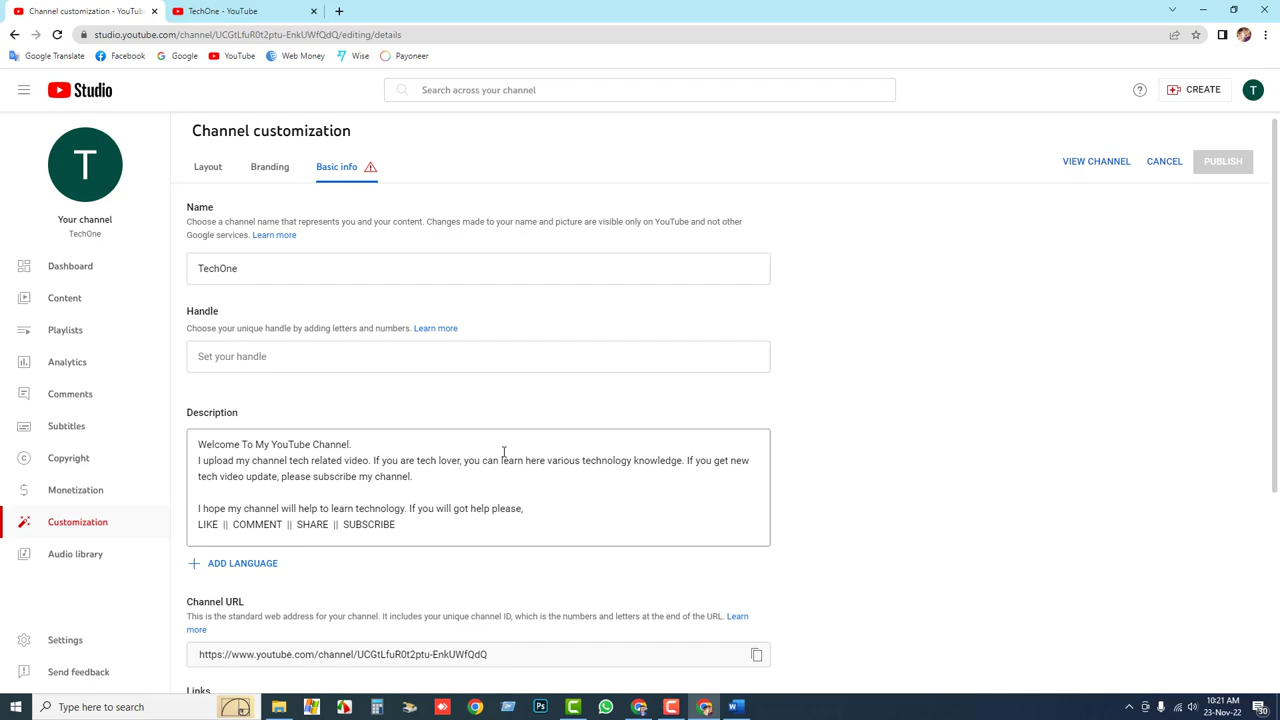 Channel customization - YouTube
TechOne - YouTube
studio.youtube.com/channel/UCGtLfuR0t2ptu-EnkUWfQdQ/editing/details
Google Translate
Facebook
Google
YouTube
Web Money
Wise
Payoneer
Studio
Search across your channel
CREATE
T
T
Your channel
TechOne
Dashboard
Content
Playlists
Analytics
Comments
Subtitles
Copyright
Monetization
Customization
Audio library
Settings
Send feedback
Channel customization
Layout
Branding
Basic info
VIEW CHANNEL
CANCEL
PUBLISH
Name
Choose a channel name that represents you and your content. Changes made to your name and picture are visible only on YouTube and not other
Google services. Learn more
TechOne
Handle
Choose your unique handle by adding letters and numbers. Learn more
Set your handle
Description
Welcome To My YouTube Channel.
I upload my channel tech related video. If you are tech lover, you can learn here various technology knowledge. If you get new
tech video update, please subscribe my channel.
I hope my channel will help to learn technology. If you will got help please,
LIKE || COMMENT || SHARE || SUBSCRIBE
ADD LANGUAGE
Channel URL
This is the standard web address for your channel. It includes your unique channel ID, which is the numbers and letters at the end of the URL. Learn
more
https://www.youtube.com/channel/UCGtLfuR0t2ptu-EnkUWfQdQ
Links
Type here to search
10:21 AM
23-Nov-22